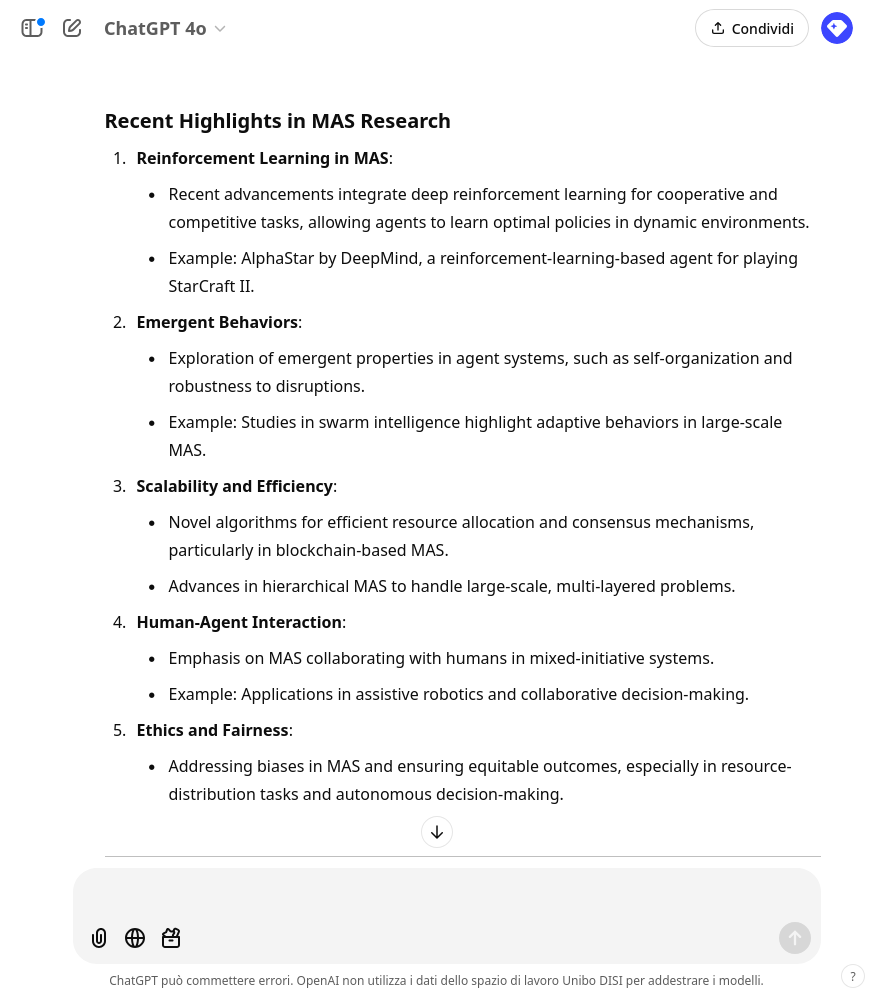 ChatGPT 4o
Condividi
Recent Highlights in MAS Research
1. Reinforcement Learning in MAS:
• Recent advancements integrate deep reinforcement learning for cooperative and
competitive tasks, allowing agents to learn optimal policies in dynamic environments.
• Example: AlphaStar by DeepMind, a reinforcement-learning-based agent for playing
StarCraft II.
2. Emergent Behaviors:
• Exploration of emergent properties in agent systems, such as self-organization and
robustness to disruptions.
• Example: Studies in swarm intelligence highlight adaptive behaviors in large-scale
MAS.
3. Scalability and Efficiency:
• Novel algorithms for efficient resource allocation and consensus mechanisms,
particularly in blockchain-based MAS.
• Advances in hierarchical MAS to handle large-scale, multi-layered problems.
4. Human-Agent Interaction:
• Emphasis on MAS collaborating with humans in mixed-initiative systems.
• Example: Applications in assistive robotics and collaborative decision-making.
5. Ethics and Fairness:
• Addressing biases in MAS and ensuring equitable outcomes, especially in resource-
distribution tasks and autonomous decision-making.
ChatGPT può commettere errori. OpenAI non utilizza i dati dello spazio di lavoro Unibo DISI per addestrare i modelli.
?